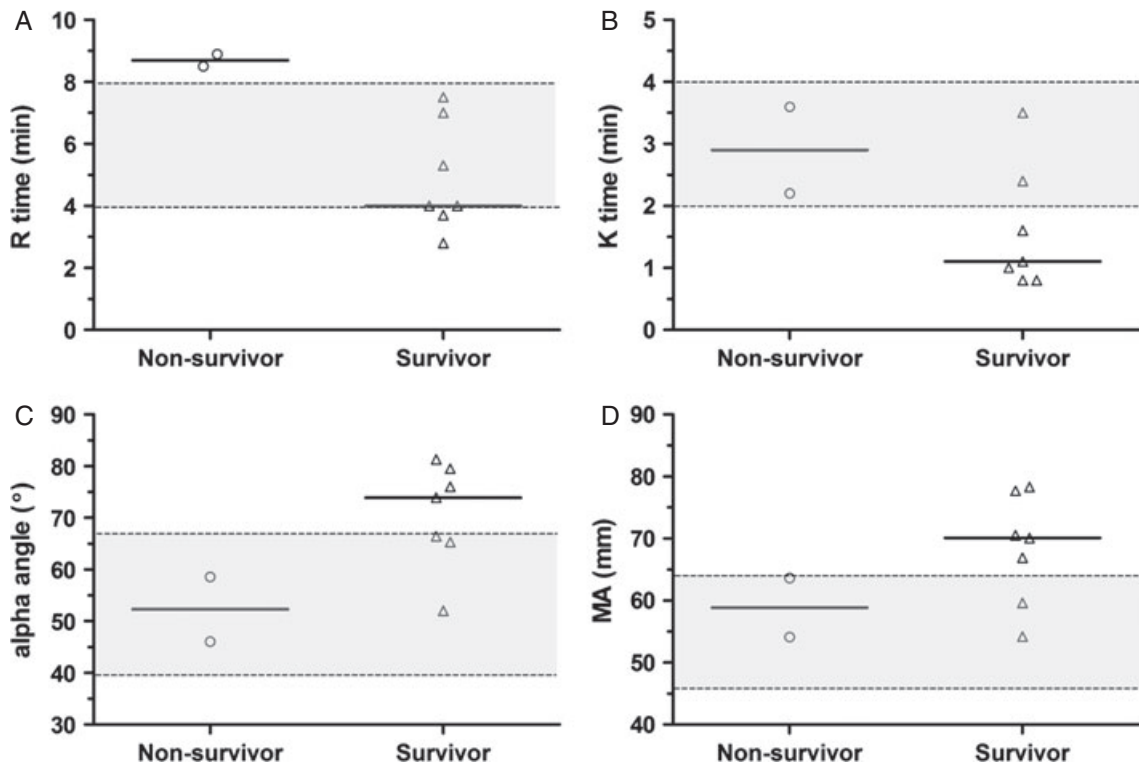 A
R time (min)
10
8
6
4
2
0
Non-survivor Survivor
B
K time (min)
5
4
3
2
1
0
Non-survivor Survivor
C
alpha angle (°)
90
80
70
60
50
40
30
Non-survivor Survivor
D
MA (mm)
90
80
70
60
50
40
Non-survivor Survivor